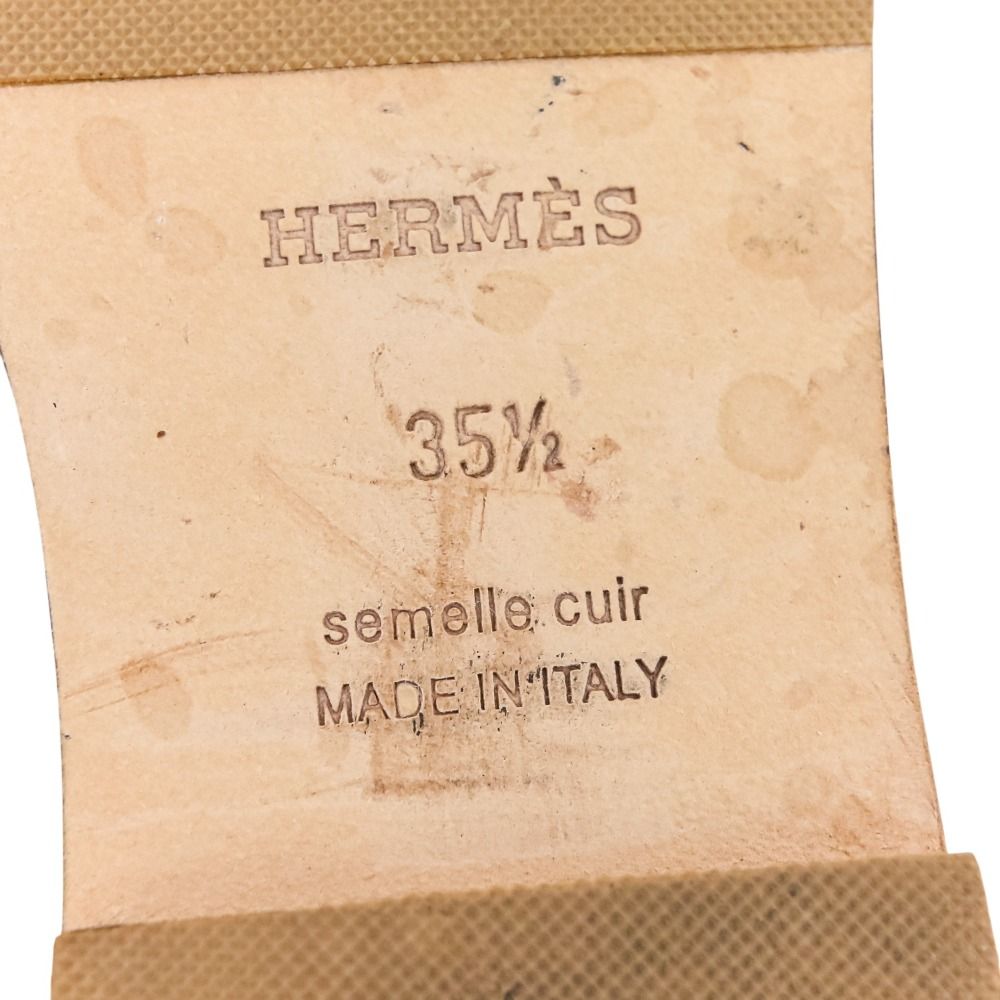 HERMÈS
35½
semelle cuir
MADE IN ITALY